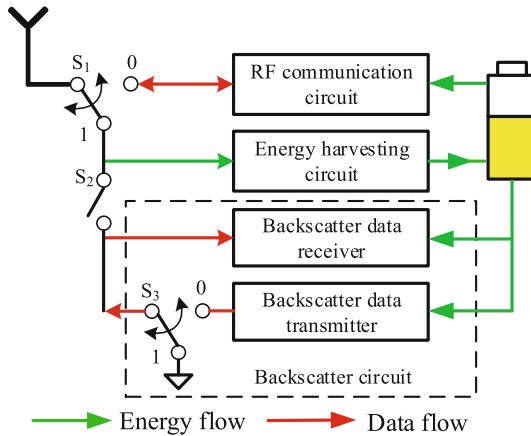 S1
0
RF communication
circuit
1
Energy harvesting
circuit
S2
Backscatter data
receiver
S3
0
Backscatter data
transmitter
1
Backscatter circuit
Energy flow
Data flow